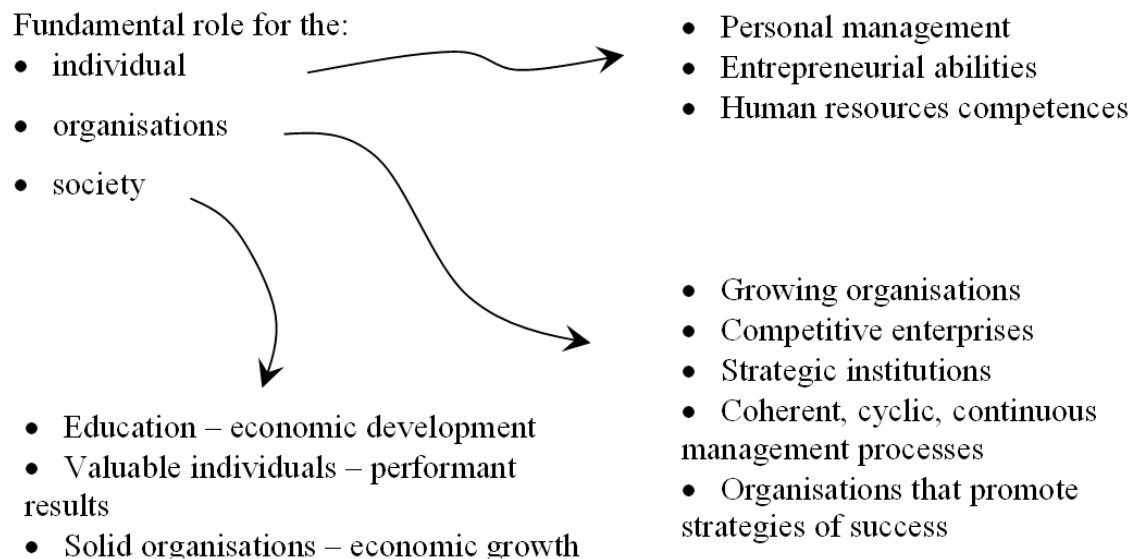 Fundamental role for the:
• individual
• organisations
• society
• Personal management
• Entrepreneurial abilities
• Human resources competences
• Growing organisations
• Competitive enterprises
• Strategic institutions
• Coherent, cyclic, continuous
management processes
• Organisations that promote
strategies of success
• Education – economic development
• Valuable individuals – performant
results
• Solid organisations – economic growth